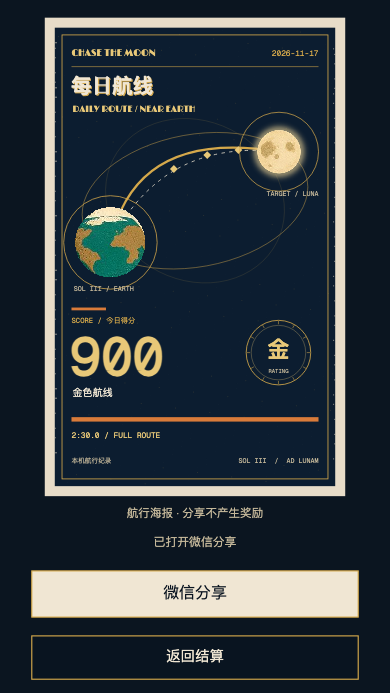 CHASE THE MOON 2026-11-17
每日航线
DAILY ROUTE / NEAR EARTH
TARGET / LUNA
SOL III / EARTH
SCORE / 今日得分
900
金色航线
金
RATING
2:30.0 / FULL ROUTE
本机航行纪录 SOL III / AD LUNAM
航行海报 · 分享不产生奖励
已打开微信分享
微信分享
返回结算